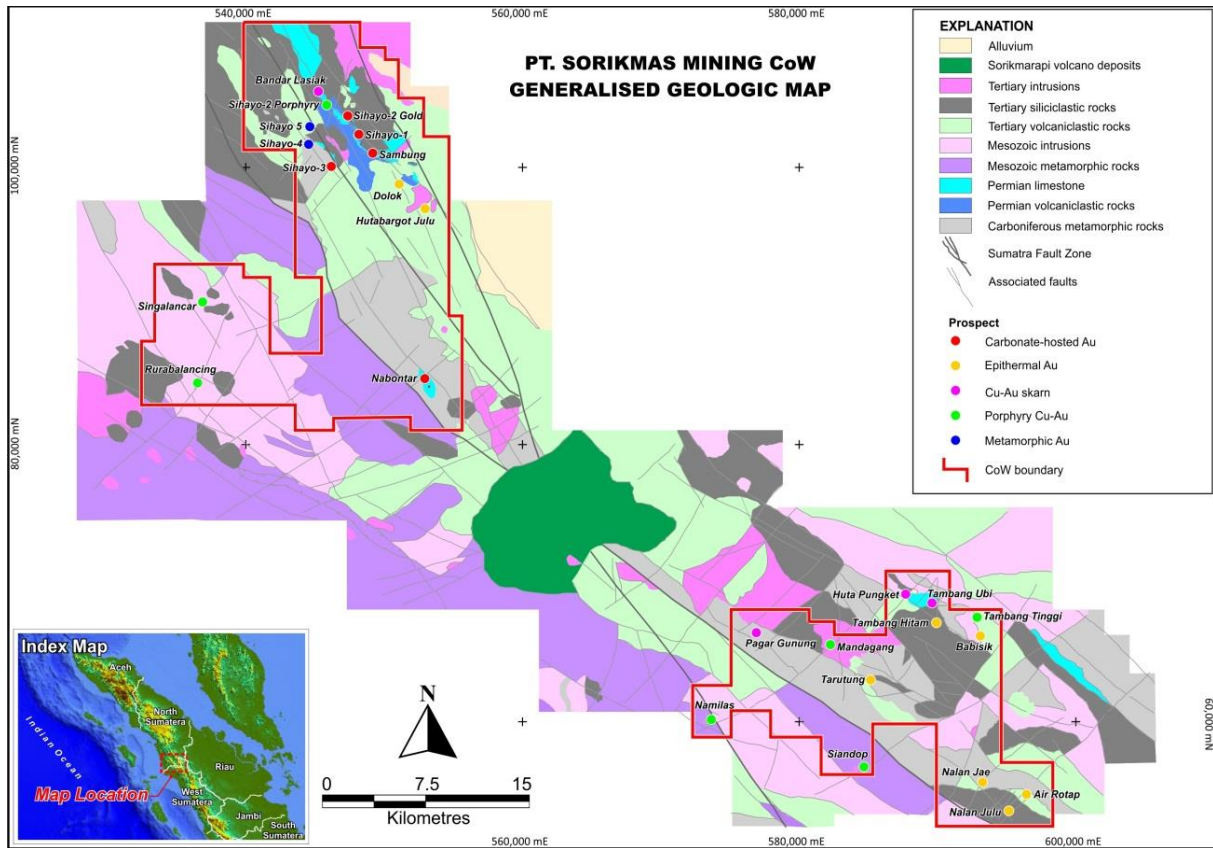 540,000 mE
560,000 mE
580,000 mE
PT. SORIKMAS MINING CoW
GENERALISED GEOLOGIC MAP
EXPLANATION
Alluvium
Sorikmarapi volcano deposits
Tertiary intrusions
Tertiary siliciclastic rocks
Tertiary volcaniclastic rocks
Mesozoic intrusions
Mesozoic metamorphic rocks
Permian limestone
Permian volcaniclastic rocks
Carboniferous metamorphic rocks
Sumatra Fault Zone
Associated faults
Prospect
Carbonate-hosted Au
Epithermal Au
Cu-Au skarn
Porphyry Cu-Au
Metamorphic Au
CoW boundary
100,000 mN
80,000 mN
60,000 mN
Bandar Lasiak
Sihayo-2 Porphyry
Sihayo-2 Gold
Sihayo 5
Sihayo-1
Sihayo-4
Sambung
Sihayo-3
Dolok
Hutabargot Julu
Singalancar
Rurabalancing
Nabontar
Huta Pungket
Tambang Ubi
Tambang Hitam
Tambang Tinggi
Pagar Gunung
Mandagang
Babisik
Tarutung
Namilas
Siandop
Nalan Jae
Air Rotap
Nalan Julu
Index Map
Aceh
North
Sumatera
Indian Ocean
Riau
Map Location
West
Sumatera
Jambi
South
Sumatera
N
0
7.5
15
Kilometres
560,000 mE
580,000 mE
600,000 mE